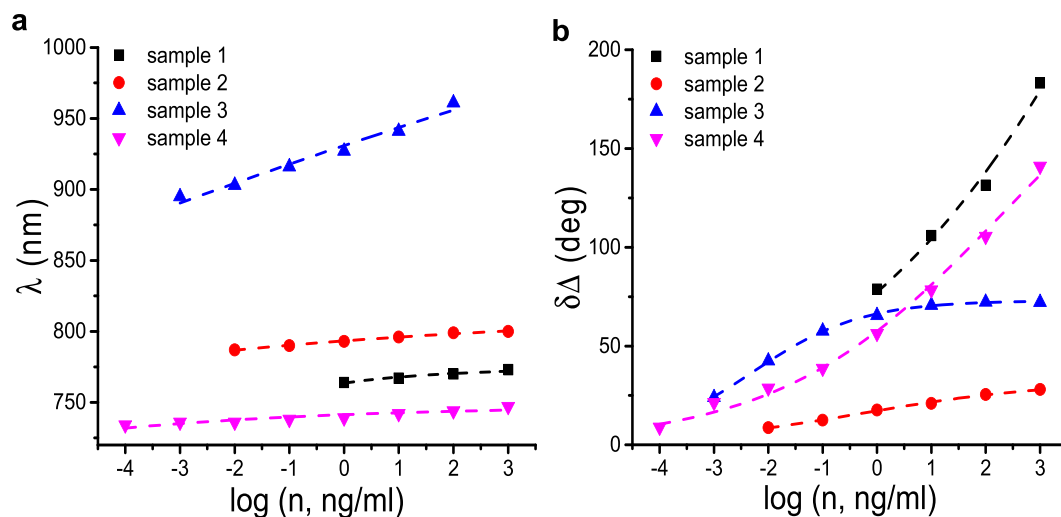 a
1000
950
900
850
800
750
λ (nm)
sample 1
sample 2
sample 3
sample 4
-4 -3 -2 -1 0 1 2 3
log (n, ng/ml)
b
200
150
100
50
0
δΔ (deg)
sample 1
sample 2
sample 3
sample 4
-4 -3 -2 -1 0 1 2 3
log (n, ng/ml)